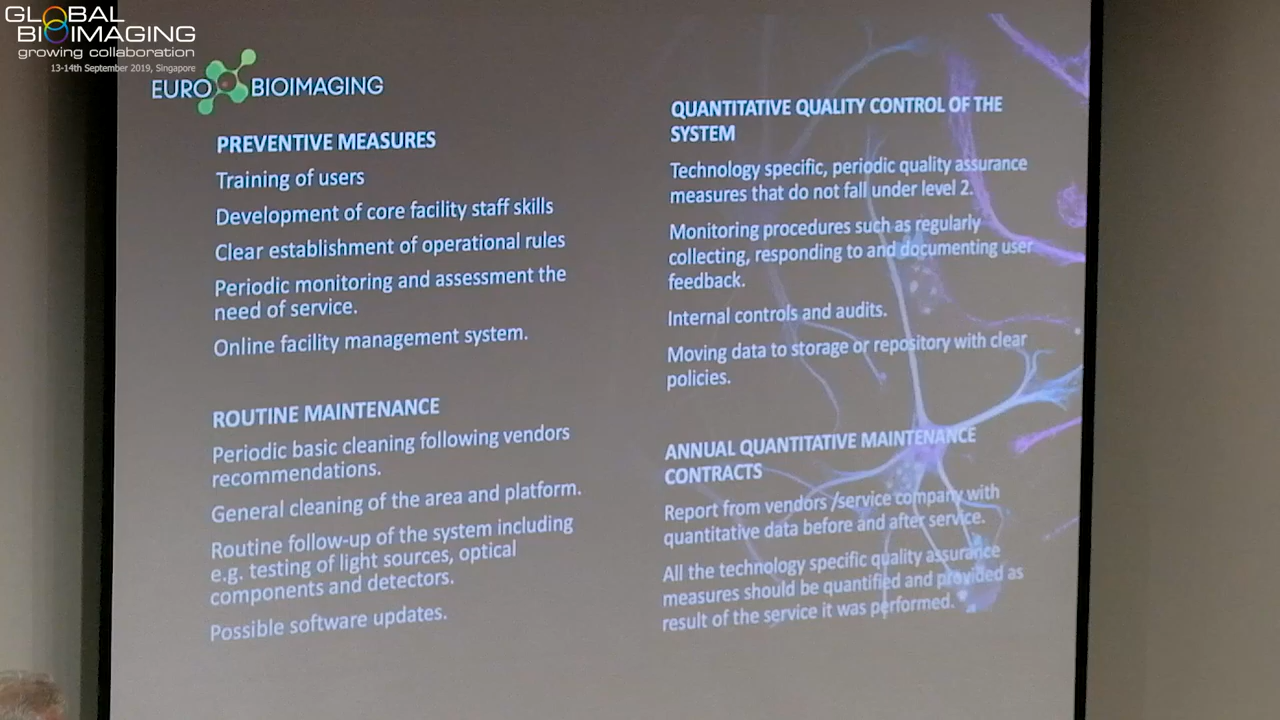 GLOBAL
BIOIMAGING
growing collaboration
13-14th September 2019, Singapore
EURO BIOIMAGING
PREVENTIVE MEASURES
Training of users
Development of core facility staff skills
Clear establishment of operational rules
Periodic monitoring and assessment the
need of service.
Online facility management system.
ROUTINE MAINTENANCE
Periodic basic cleaning following vendors
recommendations.
General cleaning of the area and platform.
Routine follow-up of the system including
e.g. testing of light sources, optical
components and detectors.
Possible software updates.
QUANTITATIVE QUALITY CONTROL OF THE
SYSTEM
Technology specific, periodic quality assurance
measures that do not fall under level 2.
Monitoring procedures such as regularly
collecting, responding to and documenting user
feedback.
Internal controls and audits.
Moving data to storage or repository with clear
policies.
ANNUAL QUANTITATIVE MAINTENANCE
CONTRACTS
Report from vendors /service company with
quantitative data before and after service.
All the technology specific quality assurance
measures should be quantified and provided as
result of the service it was performed.